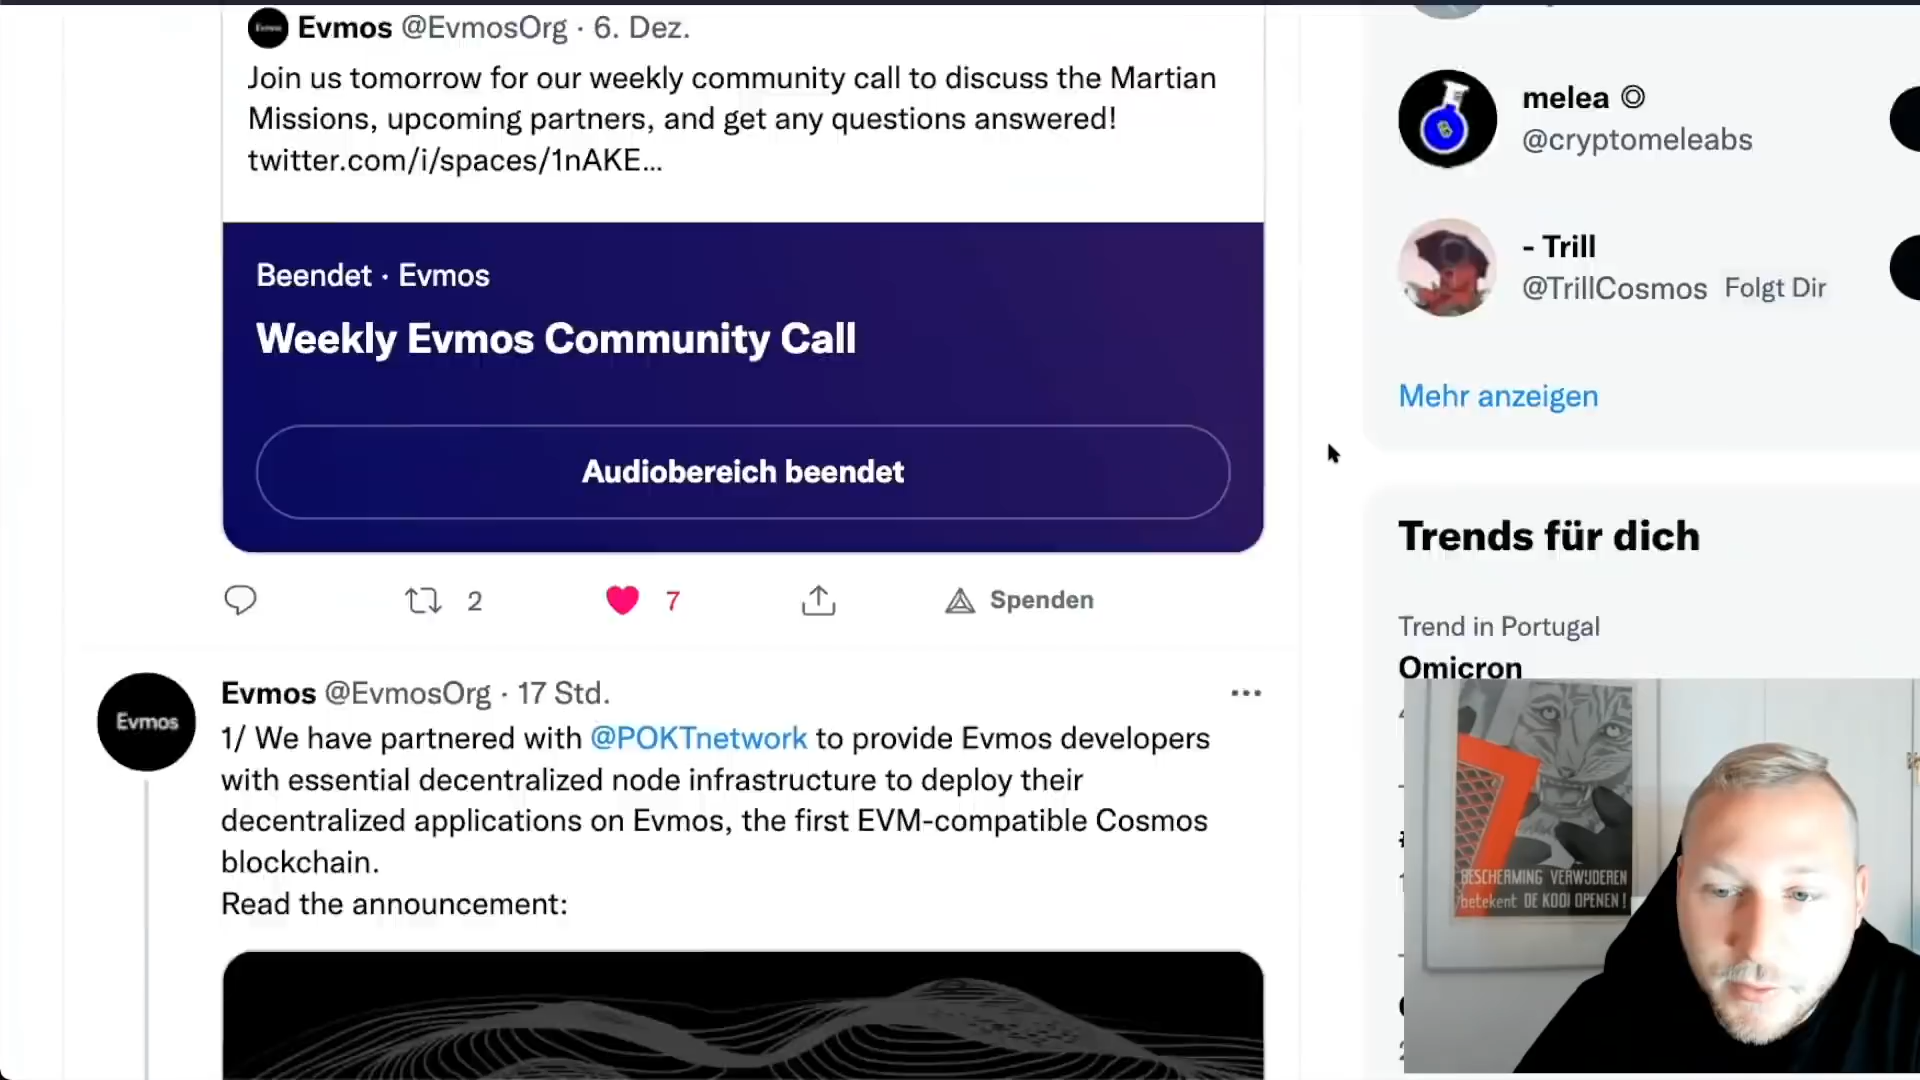 Evmos @EvmosOrg · 6. Dez.
Join us tomorrow for our weekly community call to discuss the Martian
Missions, upcoming partners, and get any questions answered!
twitter.com/i/spaces/1nAKE...
Beendet · Evmos
Weekly Evmos Community Call
Audiobereich beendet
2
7
Spenden
Evmos
Evmos @EvmosOrg · 17 Std.
1/ We have partnered with @POKTnetwork to provide Evmos developers
with essential decentralized node infrastructure to deploy their
decentralized applications on Evmos, the first EVM-compatible Cosmos
blockchain.
Read the announcement:
melea
@cryptomeleabs
- Trill
@TrillCosmos Folgt Dir
Mehr anzeigen
Trends für dich
Trend in Portugal
Omicron
BESCHERMING VERWIJDEREN
betekent DE KOOI OPENEN!